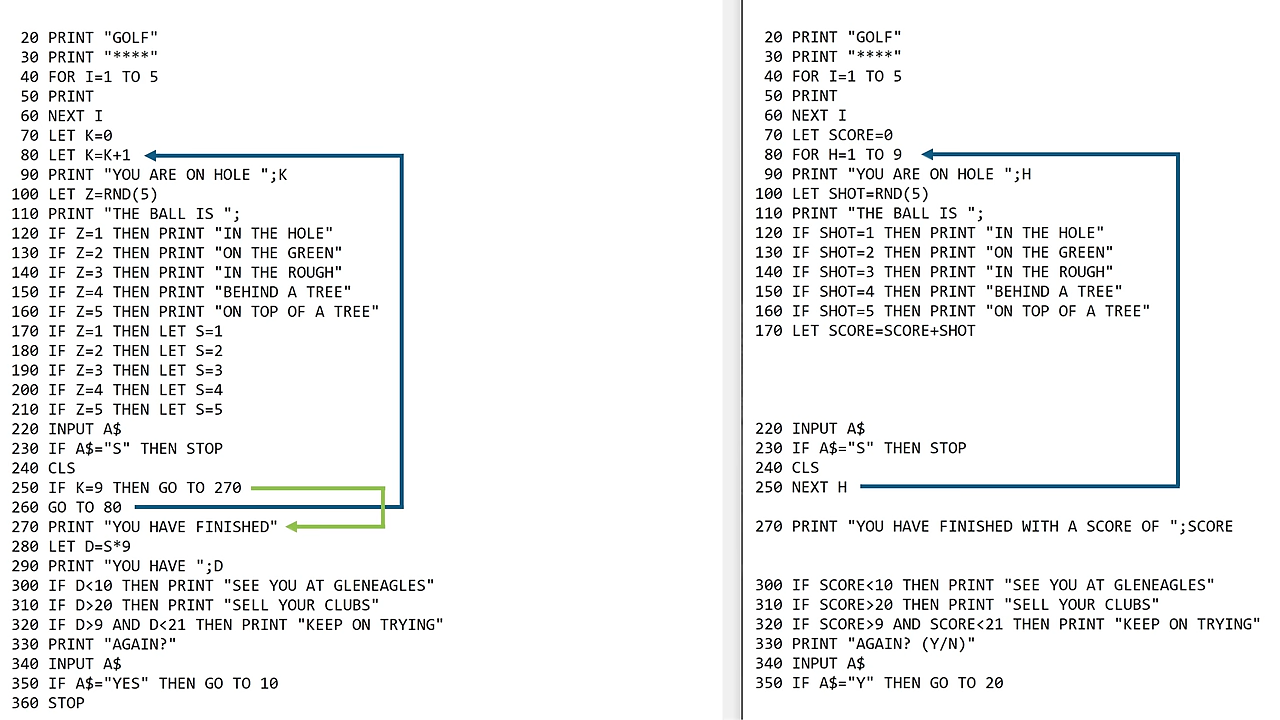 20 PRINT "GOLF"
30 PRINT "****"
40 FOR I=1 TO 5
50 PRINT
60 NEXT I
70 LET K=0
80 LET K=K+1
90 PRINT "YOU ARE ON HOLE ";K
100 LET Z=RND(5)
110 PRINT "THE BALL IS ";
120 IF Z=1 THEN PRINT "IN THE HOLE"
130 IF Z=2 THEN PRINT "ON THE GREEN"
140 IF Z=3 THEN PRINT "IN THE ROUGH"
150 IF Z=4 THEN PRINT "BEHIND A TREE"
160 IF Z=5 THEN PRINT "ON TOP OF A TREE"
170 IF Z=1 THEN LET S=1
180 IF Z=2 THEN LET S=2
190 IF Z=3 THEN LET S=3
200 IF Z=4 THEN LET S=4
210 IF Z=5 THEN LET S=5
220 INPUT A$
230 IF A$="S" THEN STOP
240 CLS
250 IF K=9 THEN GO TO 270
260 GO TO 80
270 PRINT "YOU HAVE FINISHED"
280 LET D=S*9
290 PRINT "YOU HAVE ";D
300 IF D<10 THEN PRINT "SEE YOU AT GLENEAGLES"
310 IF D>20 THEN PRINT "SELL YOUR CLUBS"
320 IF D>9 AND D<21 THEN PRINT "KEEP ON TRYING"
330 PRINT "AGAIN?"
340 INPUT A$
350 IF A$="YES" THEN GO TO 10
360 STOP
20 PRINT "GOLF"
30 PRINT "****"
40 FOR I=1 TO 5
50 PRINT
60 NEXT I
70 LET SCORE=0
80 FOR H=1 TO 9
90 PRINT "YOU ARE ON HOLE ";H
100 LET SHOT=RND(5)
110 PRINT "THE BALL IS ";
120 IF SHOT=1 THEN PRINT "IN THE HOLE"
130 IF SHOT=2 THEN PRINT "ON THE GREEN"
140 IF SHOT=3 THEN PRINT "IN THE ROUGH"
150 IF SHOT=4 THEN PRINT "BEHIND A TREE"
160 IF SHOT=5 THEN PRINT "ON TOP OF A TREE"
170 LET SCORE=SCORE+SHOT
220 INPUT A$
230 IF A$="S" THEN STOP
240 CLS
250 NEXT H
270 PRINT "YOU HAVE FINISHED WITH A SCORE OF ";SCORE
300 IF SCORE<10 THEN PRINT "SEE YOU AT GLENEAGLES"
310 IF SCORE>20 THEN PRINT "SELL YOUR CLUBS"
320 IF SCORE>9 AND SCORE<21 THEN PRINT "KEEP ON TRYING"
330 PRINT "AGAIN? (Y/N)"
340 INPUT A$
350 IF A$="Y" THEN GO TO 20